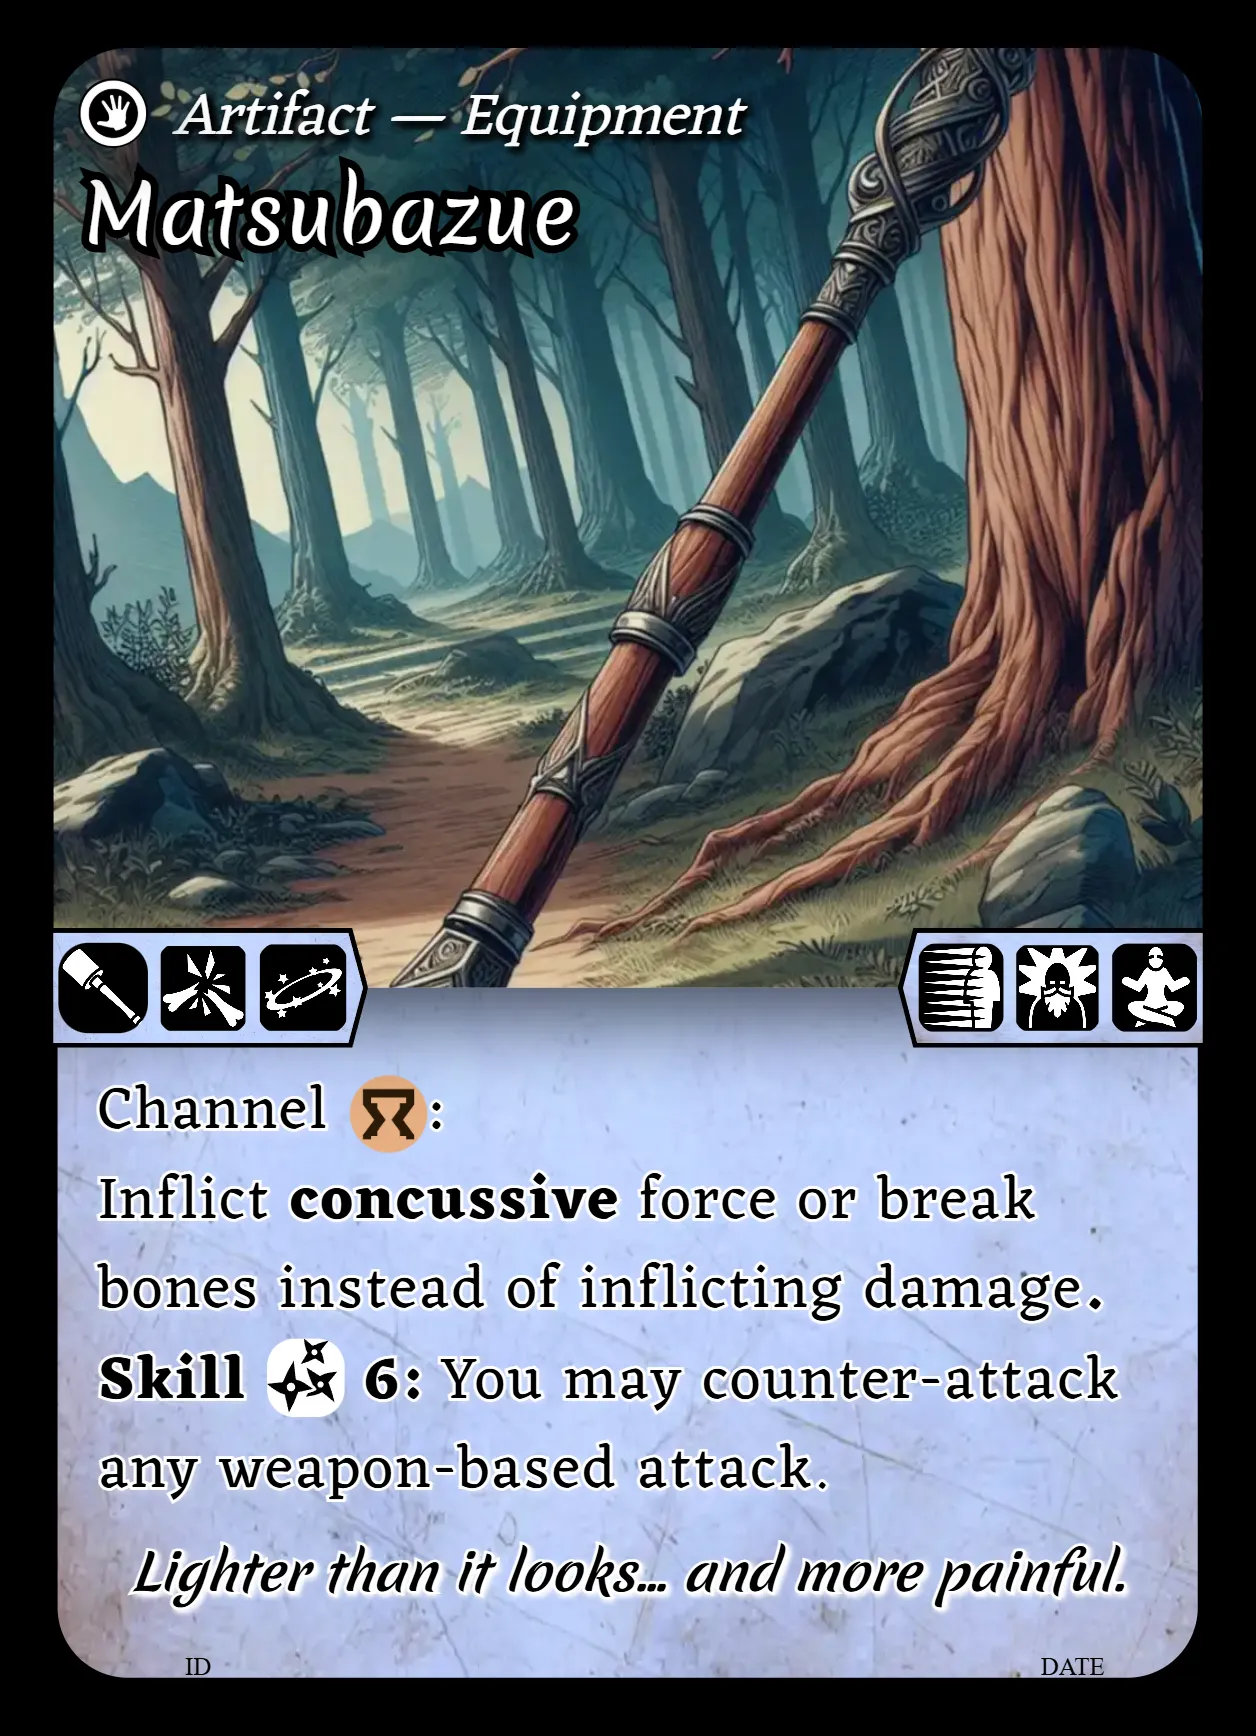 Artifact — Equipment
Matsubazue
Channel :
Inflict concussive force or break
bones instead of inflicting damage.
Skill 6: You may counter-attack
any weapon-based attack.
Lighter than it looks... and more painful.
ID DATE